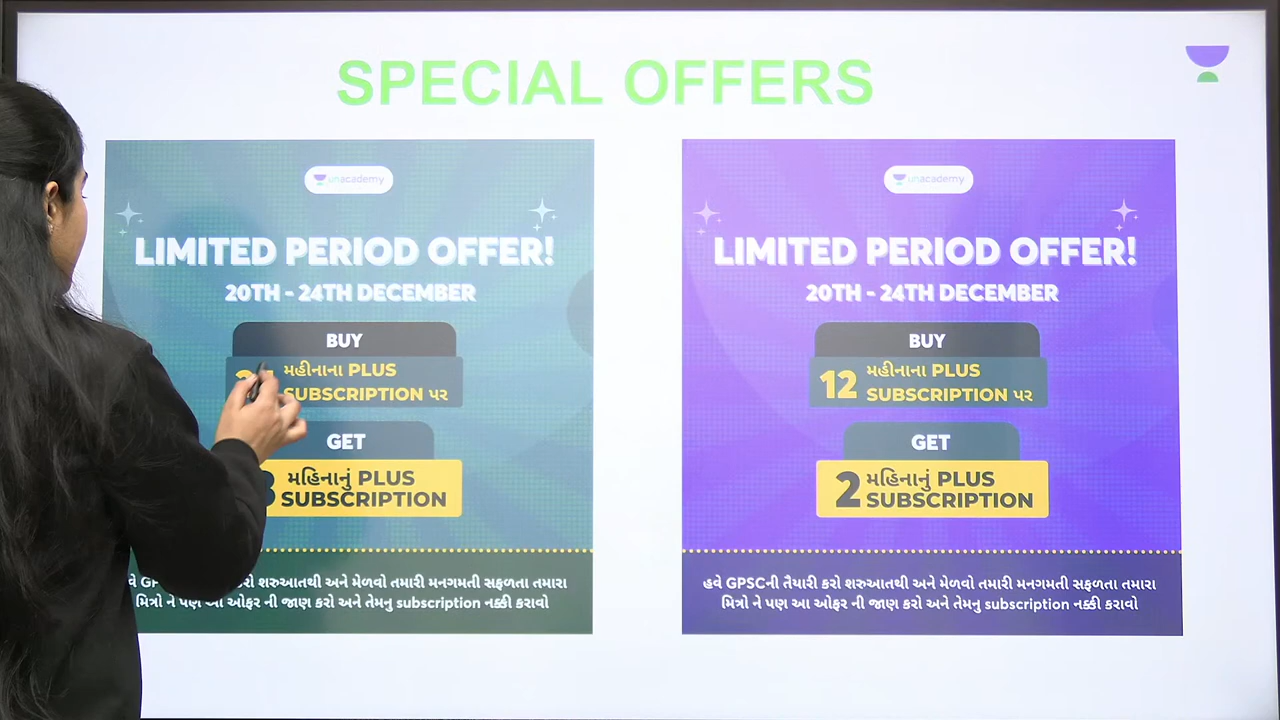 SPECIAL OFFERS
unacademy
LIMITED PERIOD OFFER!
20TH - 24TH DECEMBER
BUY
મહીનાના PLUS
SUBSCRIPTION પર
GET
મહિનાનું PLUS
SUBSCRIPTION
કરો શરુઆતથી અને મેળવો તમારી મનગમતી સફળતા તમારા
મિત્રો ને પણ આ ઓફર ની જાણ કરો અને તેમનુ subscription નક્કી કરાવો
unacademy
LIMITED PERIOD OFFER!
20TH - 24TH DECEMBER
BUY
12 મહીનાના PLUS
SUBSCRIPTION પર
GET
2 મહિનાનું PLUS
SUBSCRIPTION
હવે GPSCની તૈયારી કરો શરુઆતથી અને મેળવો તમારી મનગમતી સફળતા તમારા
મિત્રો ને પણ આ ઓફર ની જાણ કરો અને તેમનુ subscription નક્કી કરાવો